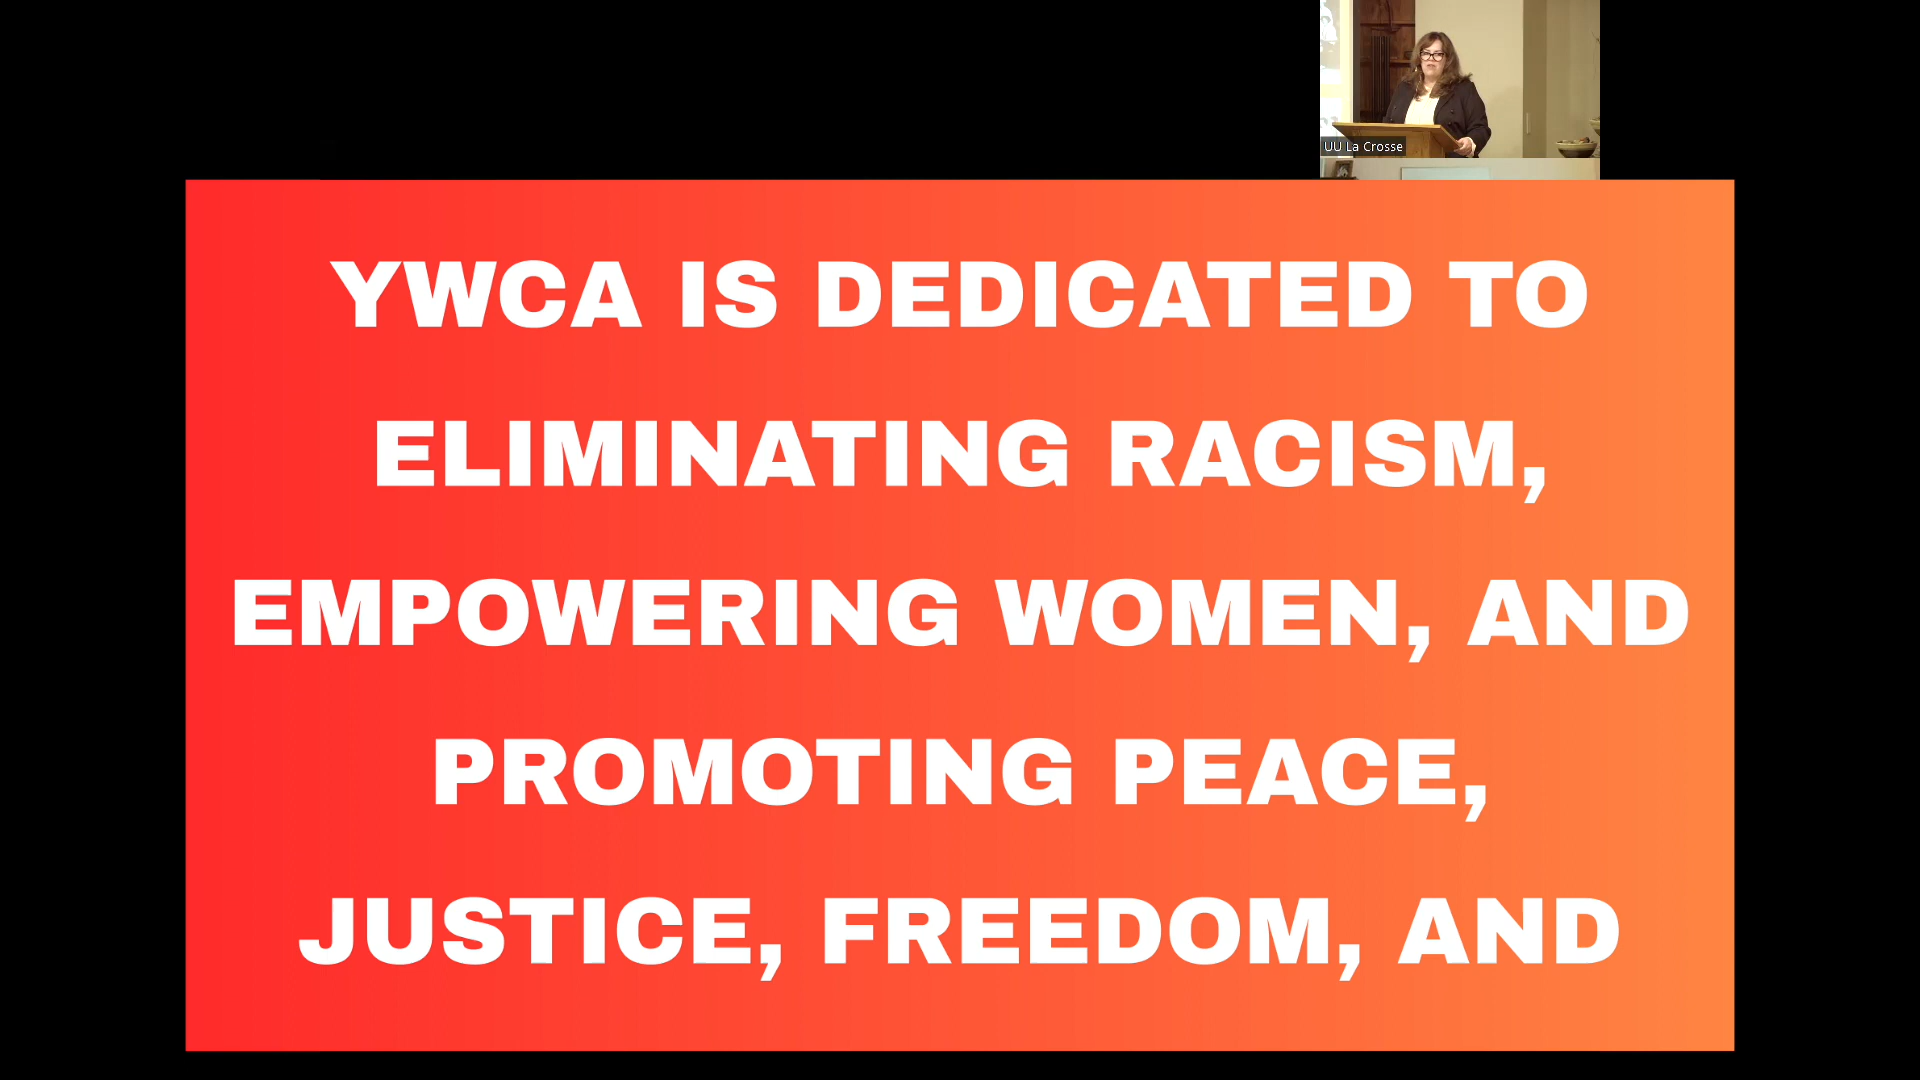 UU La Crosse
YWCA IS DEDICATED TO
ELIMINATING RACISM,
EMPOWERING WOMEN, AND
PROMOTING PEACE,
JUSTICE, FREEDOM, AND